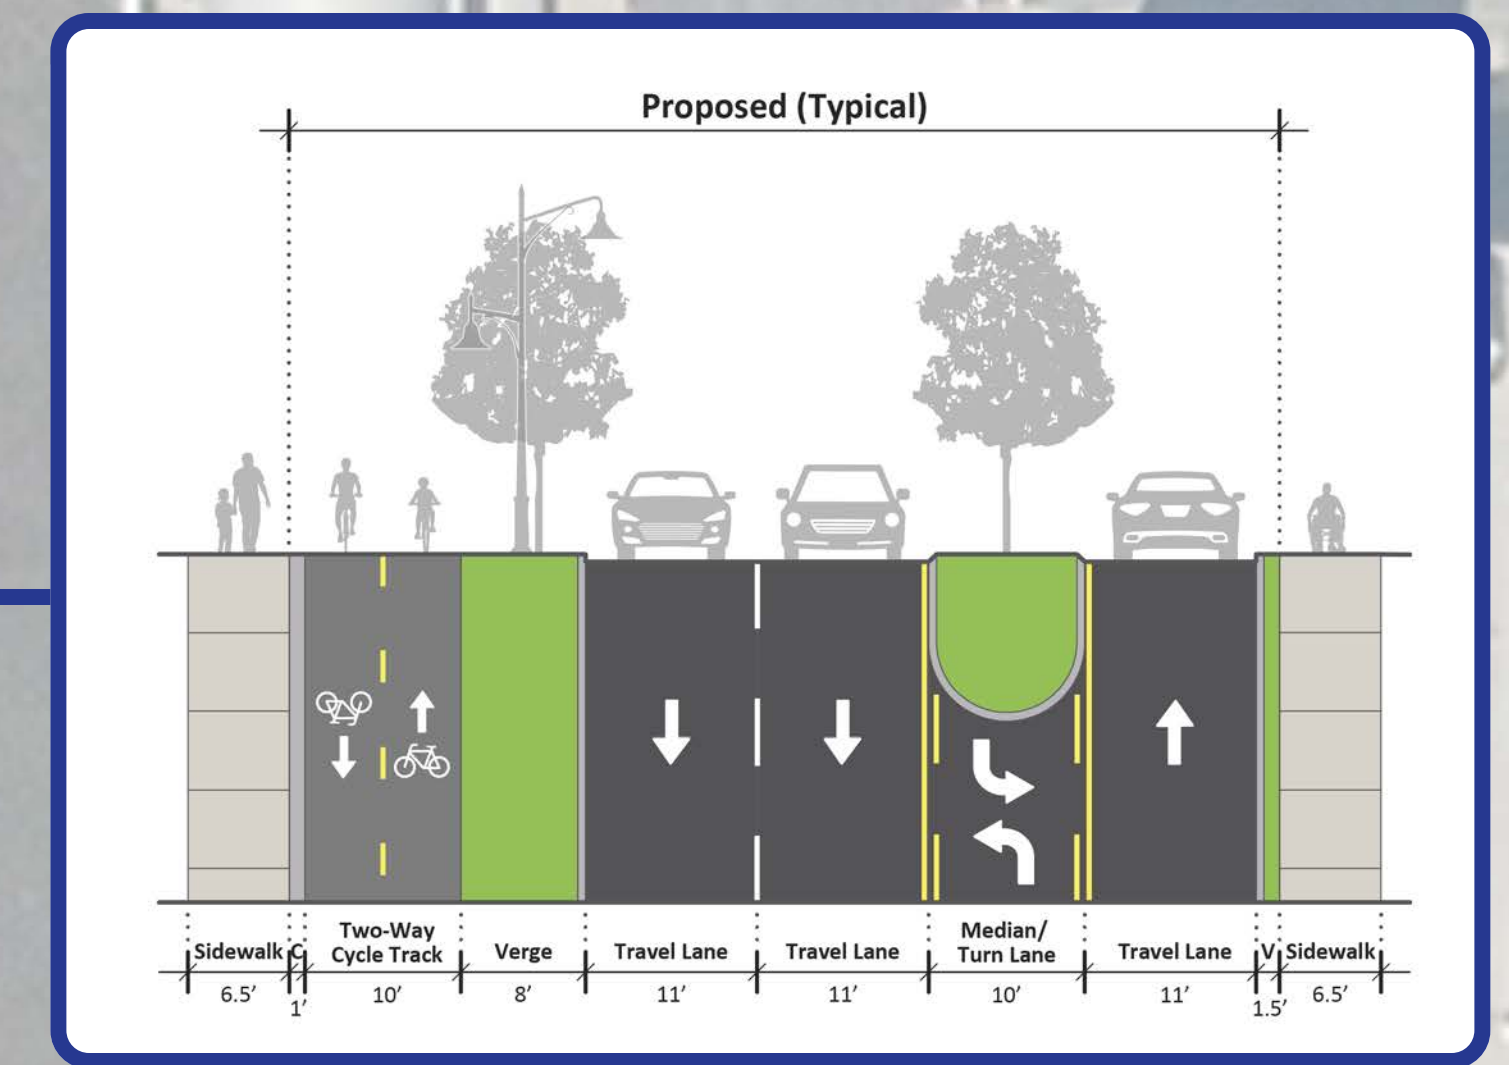 Proposed (Typical)
Sidewalk
C
Two-Way
Cycle Track
Verge
Travel Lane
Travel Lane
Median/
Turn Lane
Travel Lane
V
Sidewalk
6.5′
1′
10′
8′
11′
11′
10′
11′
1.5′
6.5′